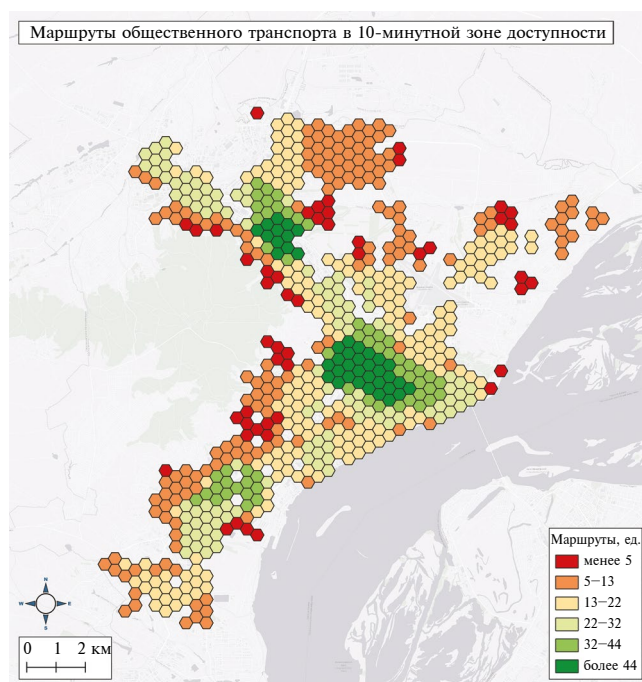 Маршруты общественного транспорта в 10-минутной зоне доступности
Маршруты, ед.
менее 5
5−13
13−22
22−32
32−44
более 44
N
W
S
0 1 2 км